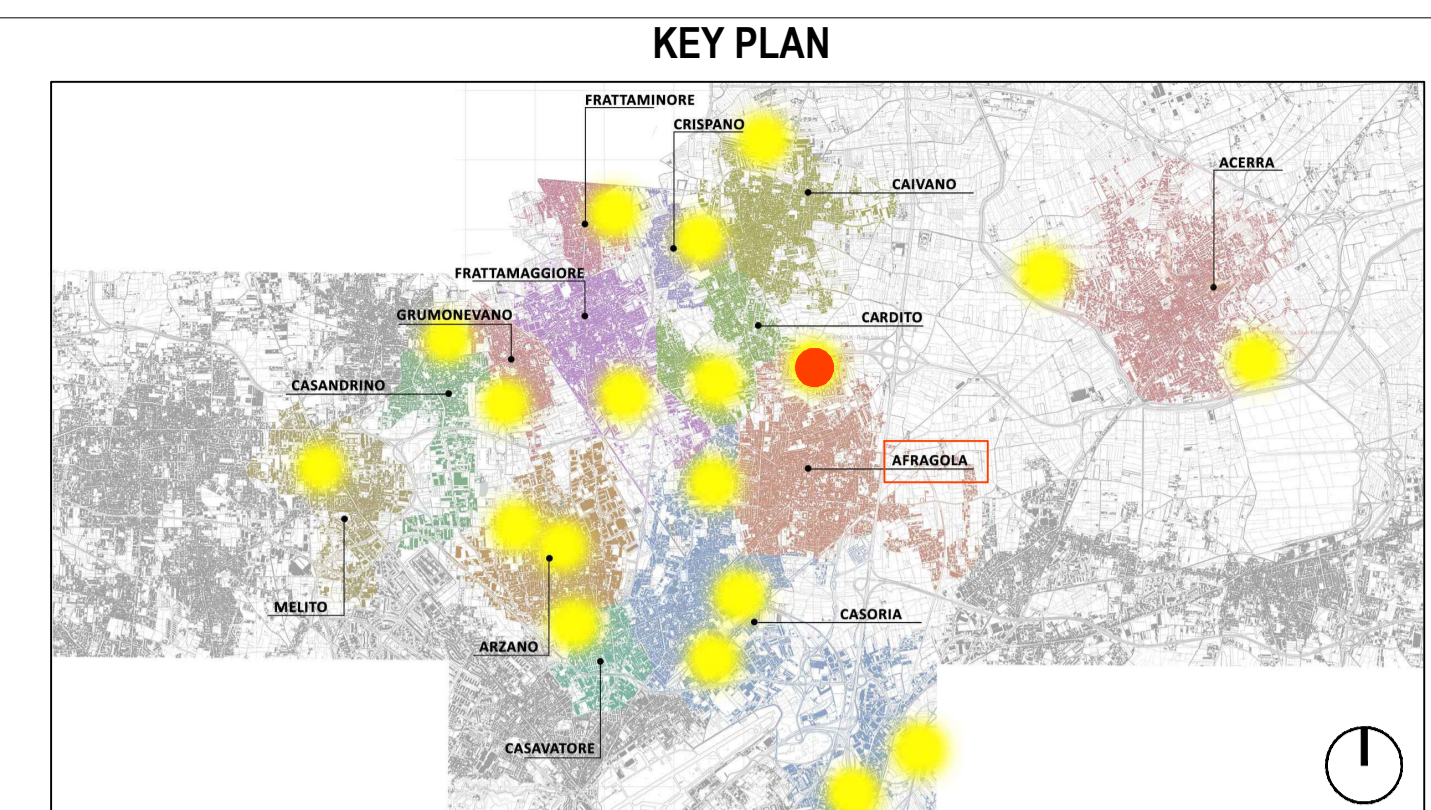 KEY PLAN
FRATTAMINORE
CRISPANO
ACERRA
CAIVANO
FRATTAMAGGIORE
GRUMONEVANO
CARDITO
CASANDRINO
AFRAGOLA
MELITO
CASORIA
ARZANO
CASAVATORE